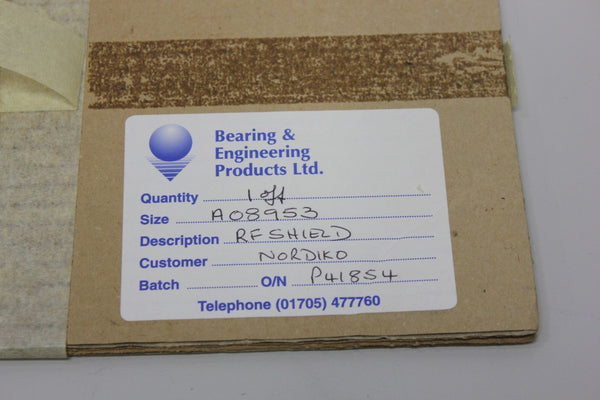 Bearing &
Engineering
Products Ltd.
Quantity 1 off
Size A08953
Description RF SHIELD
Customer NORDIKO
Batch O/N P41854
Telephone (01705) 477760